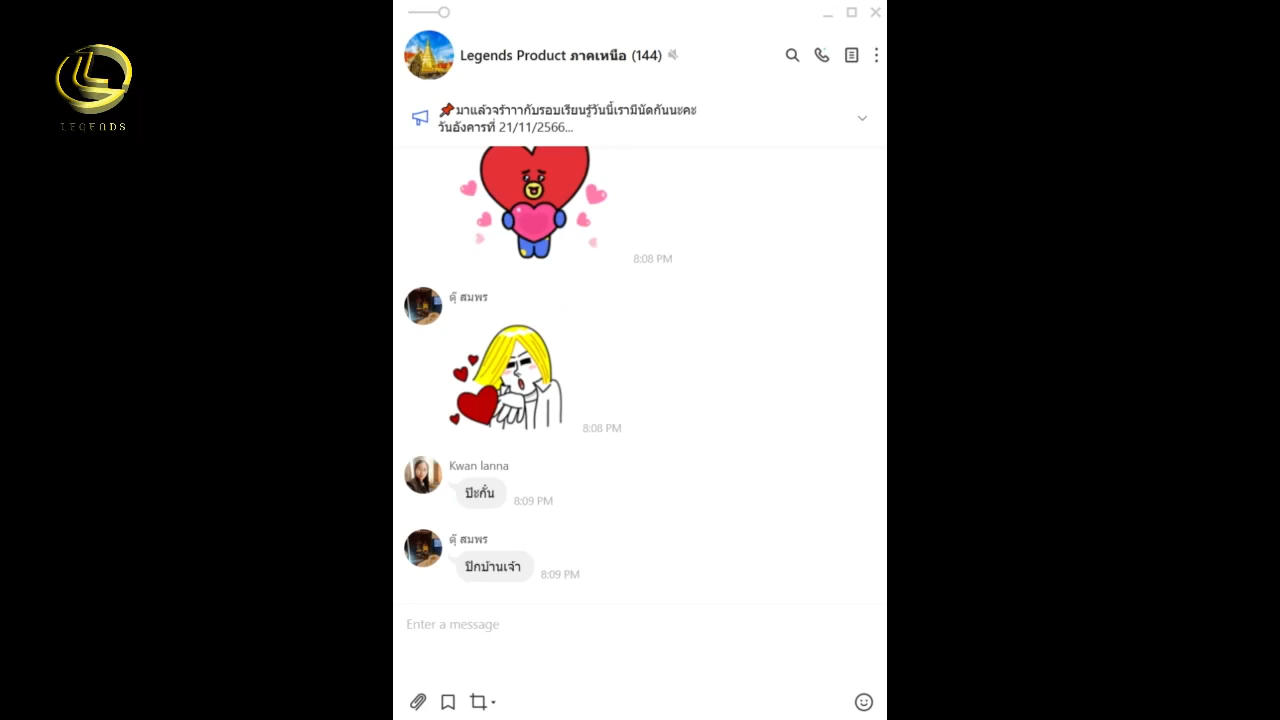 LEGENDS
Legends Product ภาคเหนือ (144)
📌มาแล้วจร้าาากับรอบเรียนรู้วันนี้เรามีนัดกันนะคะ
วันอังคารที่ 21/11/2566...
8:08 PM
ตุ๊ สมพร
8:08 PM
Kwan lanna
ป๊ะกั๋น
8:09 PM
ตุ๊ สมพร
ปิกบ้านเจ้า
8:09 PM
Enter a message